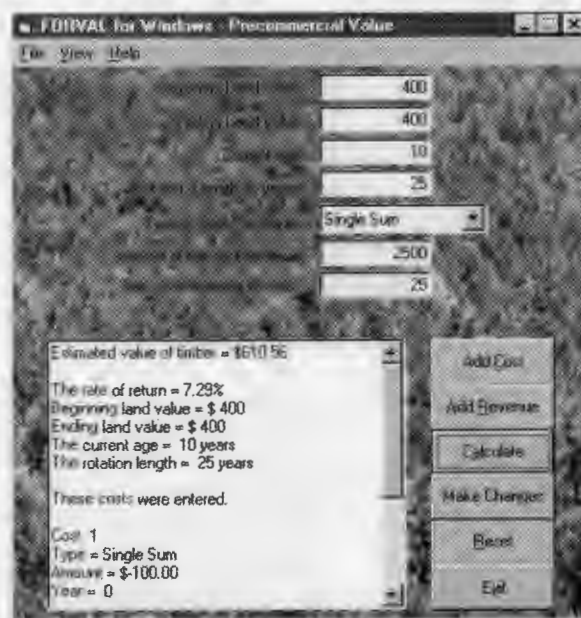 FORVAL for Windows - Precommercial Value
File View Help
400
400
10
25
Single Sum
2500
25
Estimated value of timber = $610.56
The rate of return = 7.29%
Beginning land value = $ 400
Ending land value = $ 400
The current age = 10 years
The rotation length = 25 years
These costs were entered.
Cost 1
Type = Single Sum
Amount = $-100.00
Year = 0
Add Cost
Add Revenue
Calculate
Make Changes
Reset
Exit